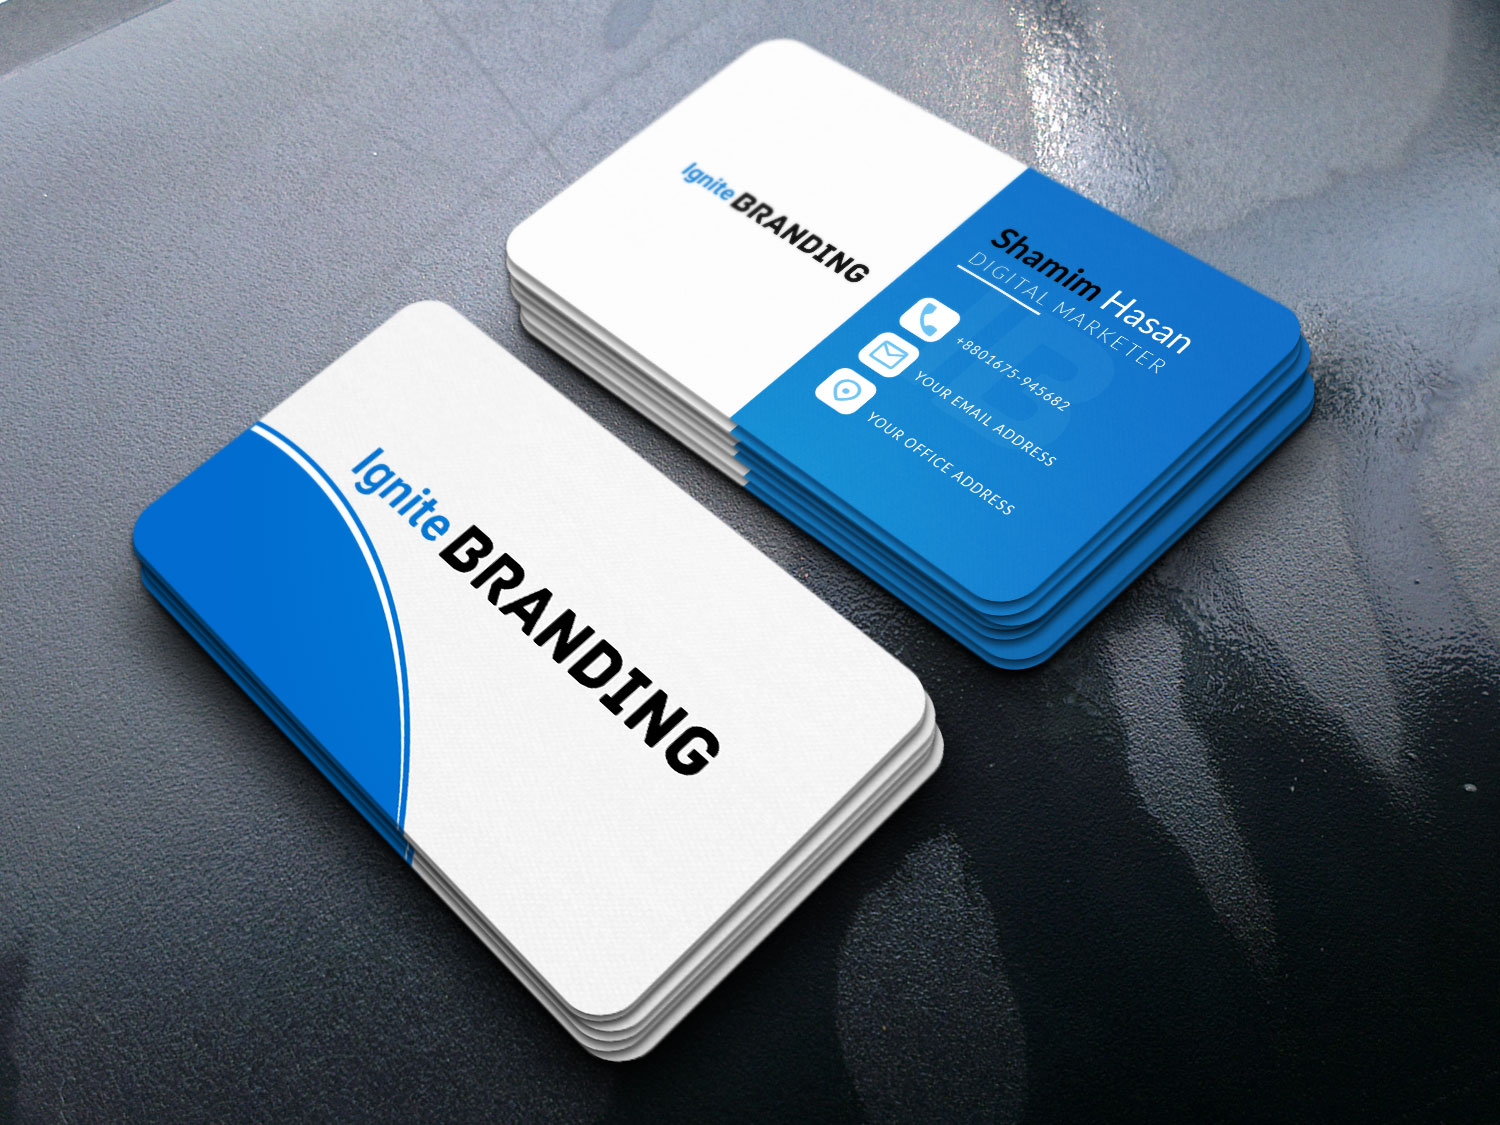 Ignite BRANDING
Shamim Hasan
DIGITAL MARKETER
+8801675-945682
YOUR EMAIL ADDRESS
YOUR OFFICE ADDRESS
Ignite BRANDING